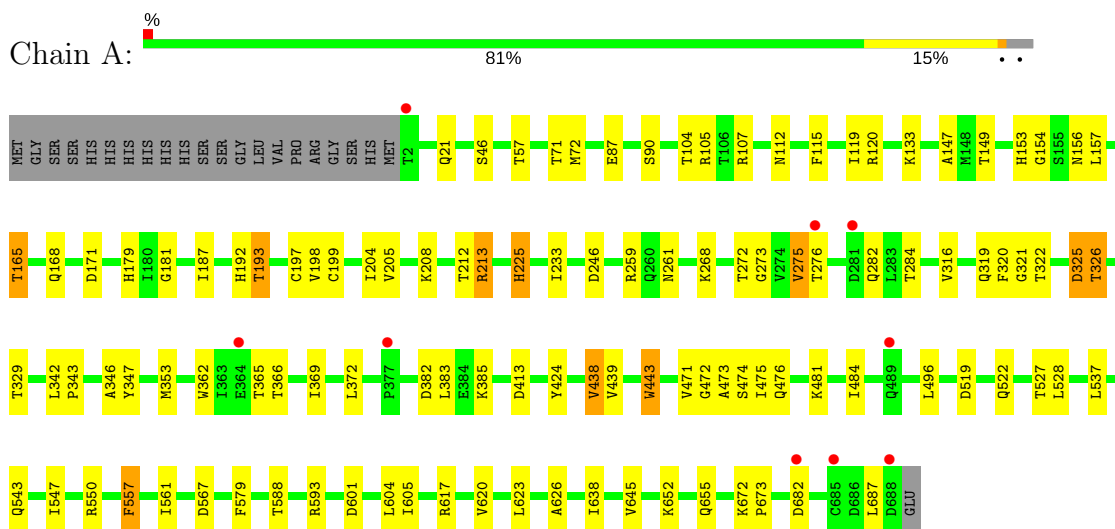 %
Chain A:
81% 15% • •
MET GLY SER SER HIS HIS HIS HIS HIS HIS SER SER GLY LEU VAL PRO ARG GLY SER HIS MET T2 Q21 S46 T57 T71 M72 E87 S90 T104 R105 T106 R107 N112 F115 I119 R120 K133 A147 M148 T149 H153 G154 S155 N156 L157
T165 Q168 D171 H179 I180 G181 I187 H192 T193 C197 V198 C199 I204 V205 K208 T212 R213 H225 I233 D246 R259 Q260 N261 K268 T272 G273 V274 V275 T276 D281 Q282 L283 T284 V316 Q319 F320 G321 T322 D325 T326
T329 L342 P343 A346 Y347 M353 W362 I363 E364 T365 T366 I369 L372 P377 D382 L383 E384 K385 D413 Y424 V438 V439 W443 V471 G472 A473 S474 I475 Q476 K481 I484 Q489 L496 D519 Q522 T527 L528 L537
Q543 I547 R550 F557 I561 D567 F579 T588 R593 D601 L604 I605 R617 V620 L623 A626 I638 V645 K652 Q655 K672 P673 D682 C685 D686 L687 D688 GLU